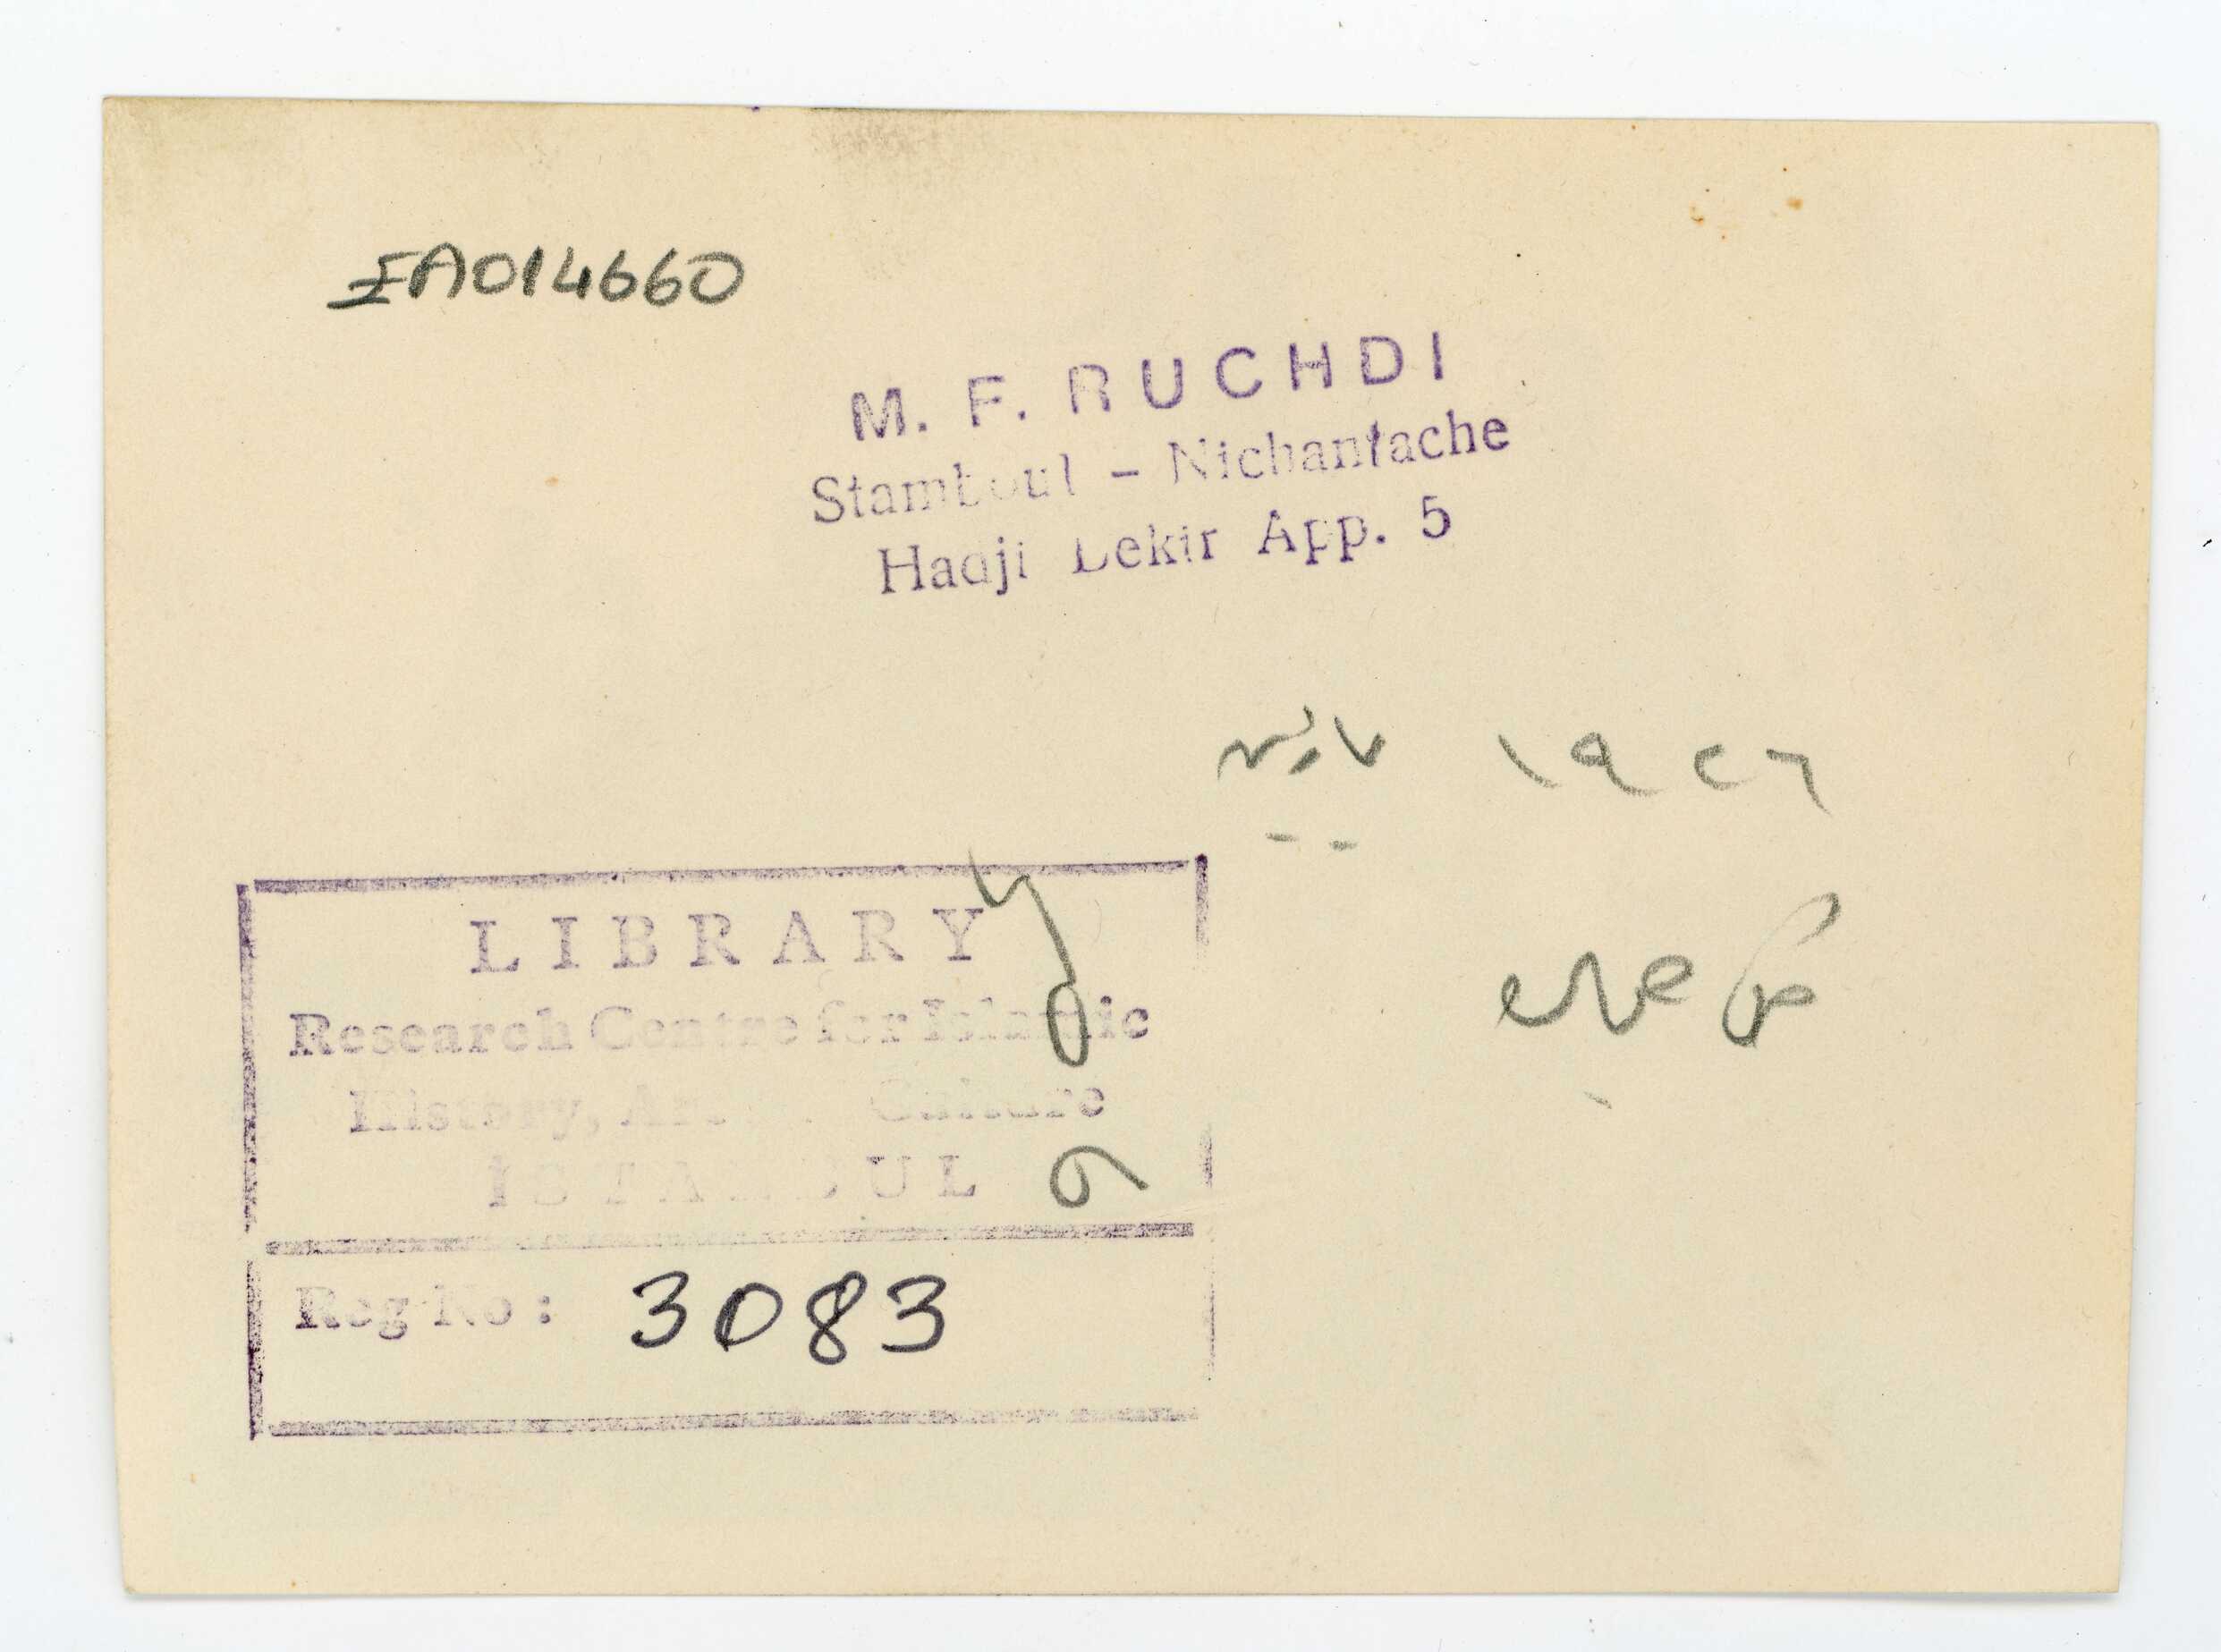 IA014660
M. F. RUCHDI
Stamboul - Nichantache
Hadji Bekir App. 5
١٩٢٦
LIBRARY
Research Centre for Islamic
History, Art Culture
ISTANBUL
Reg No: 3083